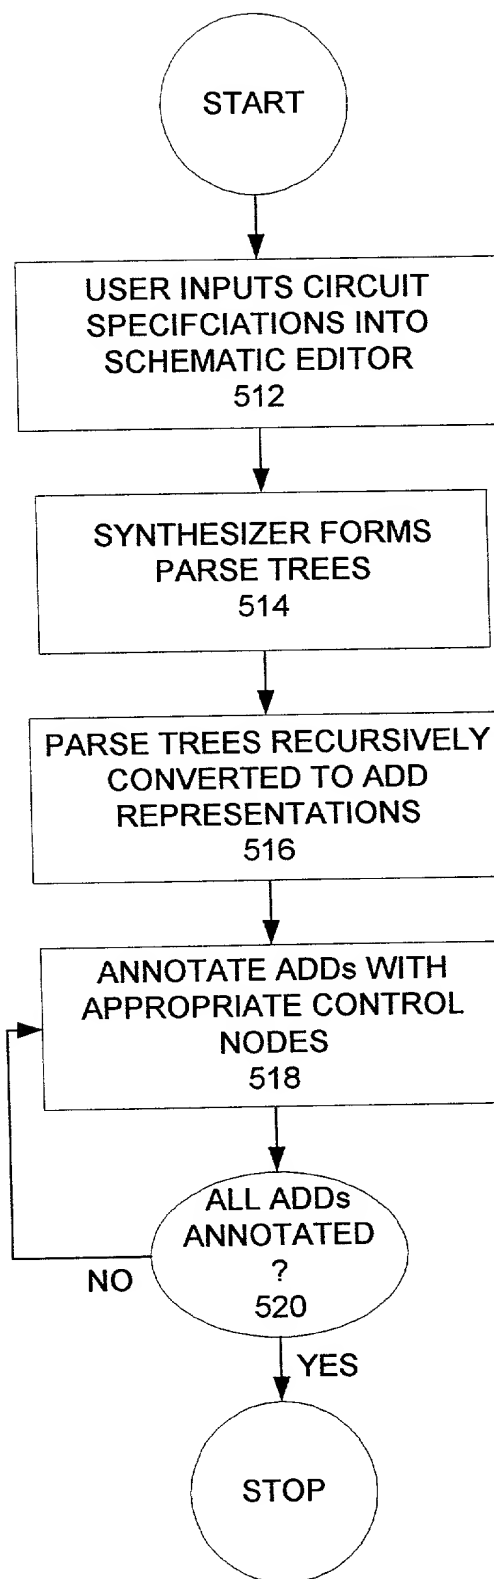 START
USER INPUTS CIRCUIT
SPECIFCIATIONS INTO
SCHEMATIC EDITOR
512
SYNTHESIZER FORMS
PARSE TREES
514
PARSE TREES RECURSIVELY
CONVERTED TO ADD
REPRESENTATIONS
516
ANNOTATE ADDs WITH
APPROPRIATE CONTROL
NODES
518
ALL ADDs
ANNOTATED
?
520
NO
YES
STOP